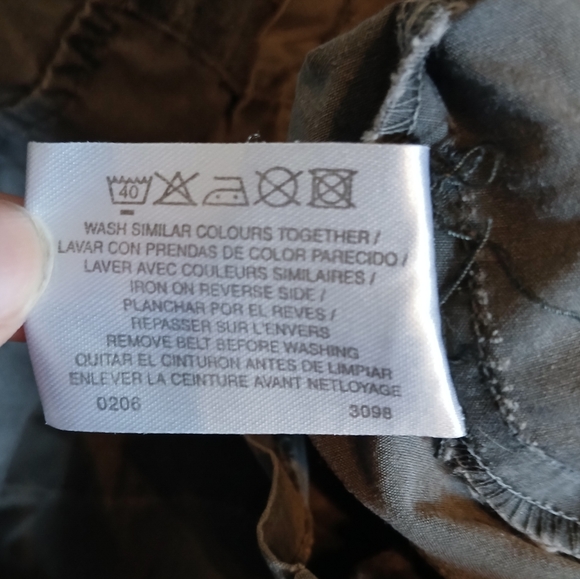 40
WASH SIMILAR COLOURS TOGETHER /
LAVAR CON PRENDAS DE COLOR PARECIDO /
LAVER AVEC COULEURS SIMILAIRES /
IRON ON REVERSE SIDE /
PLANCHAR POR EL REVES /
REPASSER SUR L'ENVERS
REMOVE BELT BEFORE WASHING
QUITAR EL CINTURON ANTES DE LIMPIAR
ENLEVER LA CEINTURE AVANT NETLOYAGE
0206 3098